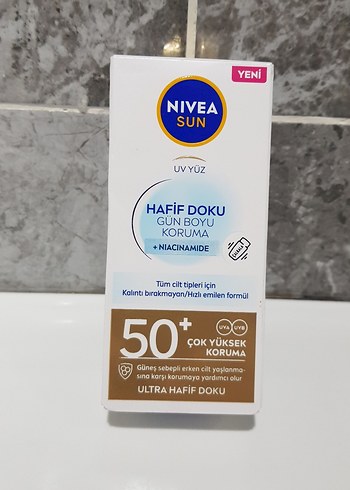 YENİ
NIVEA
SUN
UV YÜZ
HAFİF DOKU
GÜN BOYU
KORUMA
+ NIACINAMIDE
Tüm cilt tipleri için
Kalıntı bırakmayan/Hızlı emilen formül
50+
UVA UVB
ÇOK YÜKSEK
KORUMA
Güneş sebepli erken cilt yaşlanma-
sına karşı korumaya yardımcı olur
ULTRA HAFİF DOKU